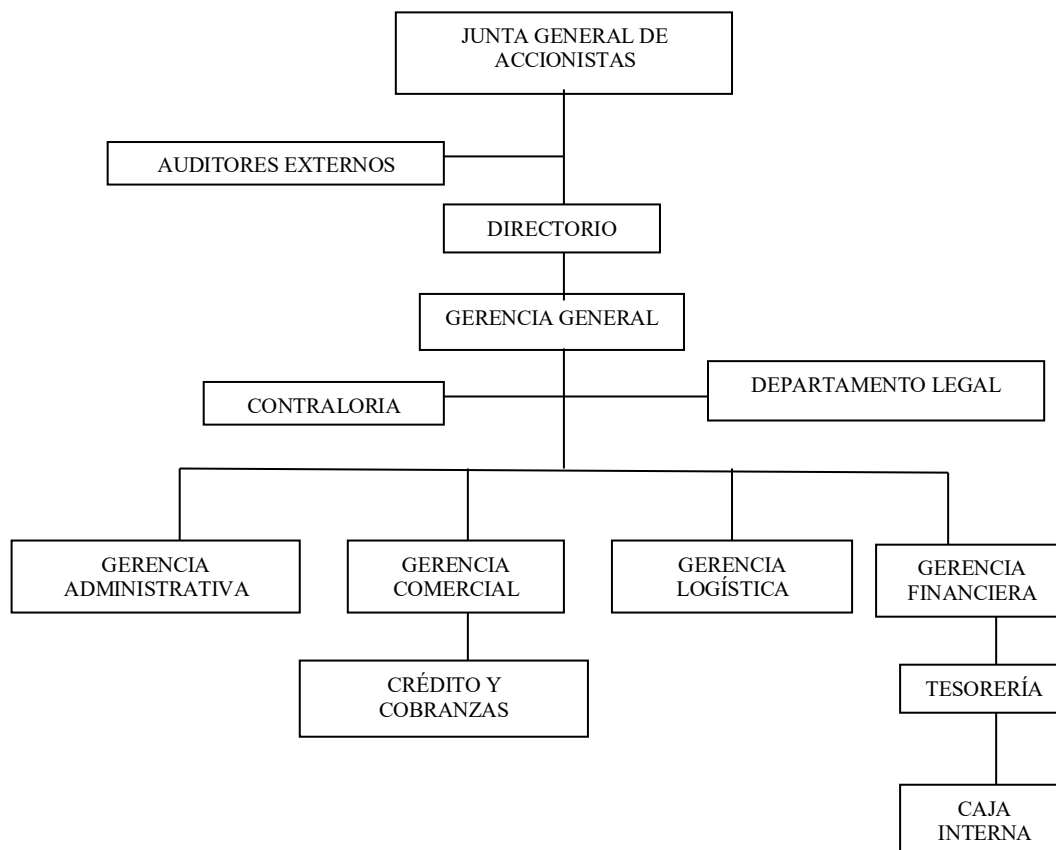 JUNTA GENERAL DE
ACCIONISTAS
AUDITORES EXTERNOS
DIRECTORIO
GERENCIA GENERAL
CONTRALORIA
DEPARTAMENTO LEGAL
GERENCIA
ADMINISTRATIVA
GERENCIA
COMERCIAL
GERENCIA
LOGÍSTICA
GERENCIA
FINANCIERA
CRÉDITO Y
COBRANZAS
TESORERÍA
CAJA
INTERNA